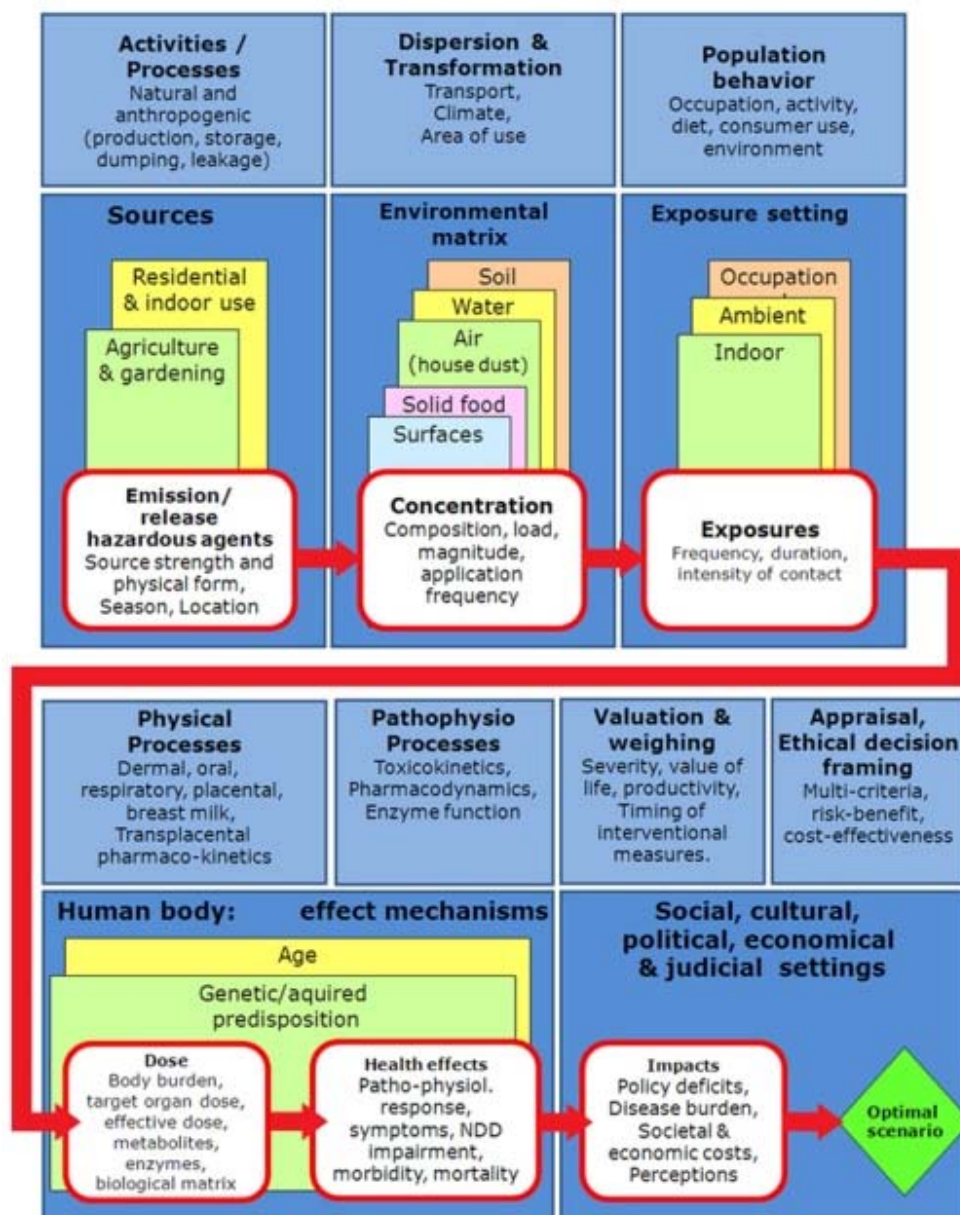 Activities /
Processes
Natural and
anthropogenic
(production, storage,
dumping, leakage)
Dispersion &
Transformation
Transport,
Climate,
Area of use
Population
behavior
Occupation, activity,
diet, consumer use,
environment
Sources
Residential
& indoor use
Agriculture
& gardening
Emission/
release
hazardous agents
Source strength and
physical form,
Season, Location
Environmental
matrix
Soil
Water
Air
(house dust)
Solid food
Surfaces
Concentration
Composition, load,
magnitude,
application
frequency
Exposure setting
Occupation
Ambient
Indoor
Exposures
Frequency, duration,
intensity of contact
Physical
Processes
Dermal, oral,
respiratory, placental,
breast milk,
Transplacental
pharmaco-kinetics
Pathophysio
Processes
Toxicokinetics,
Pharmacodynamics,
Enzyme function
Valuation &
weighing
Severity, value of
life, productivity,
Timing of
interventional
measures.
Appraisal,
Ethical decision
framing
Multi-criteria,
risk-benefit,
cost-effectiveness
Human body: effect mechanisms
Age
Genetic/aquired
predisposition
Dose
Body burden,
target organ dose,
effective dose,
metabolites,
enzymes,
biological matrix
Health effects
Patho-physiol.
response,
symptoms, NDD
impairment,
morbidity, mortality
Social, cultural,
political, economical
& judicial settings
Impacts
Policy deficits,
Disease burden,
Societal &
economic costs,
Perceptions
Optimal
scenario